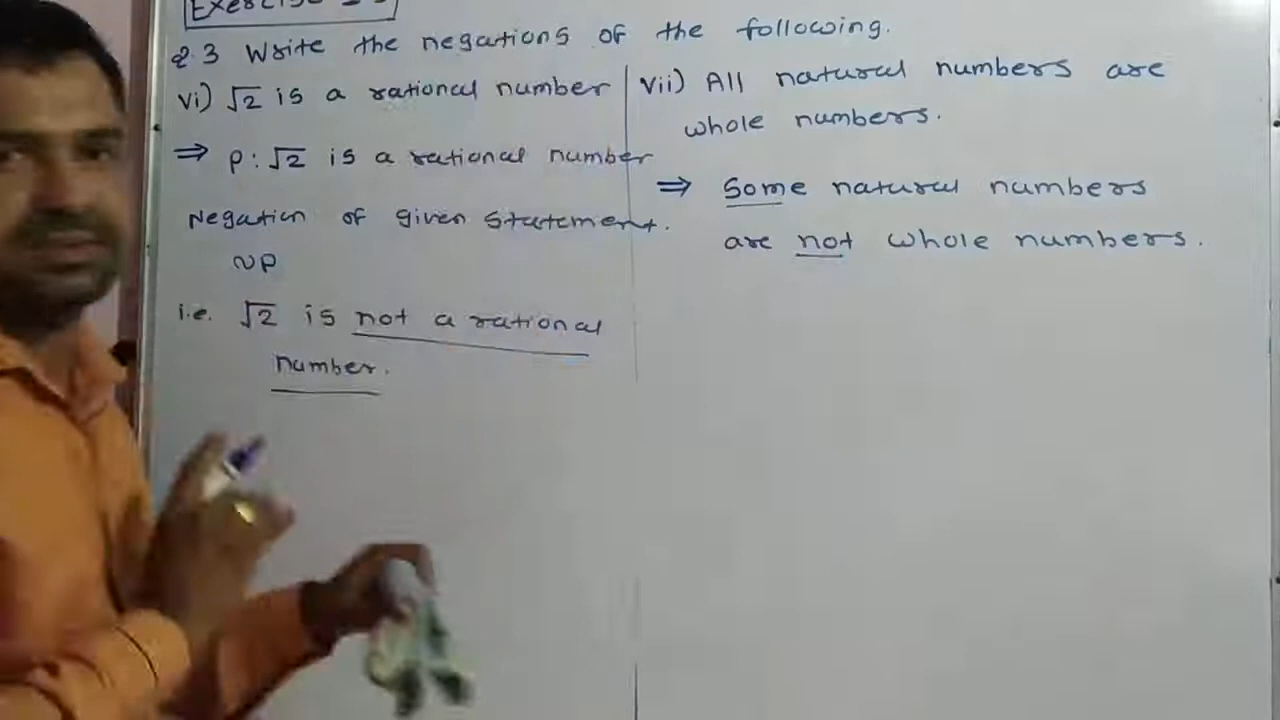 Exercise
Q.3 Write the negations of the following.
vi) √2 is a rational number
⇒ p : √2 is a rational number
Negation of given statement.
~p
i.e. √2 is not a rational
number.
vii) All natural numbers are
whole numbers.
⇒ Some natural numbers
are not whole numbers.